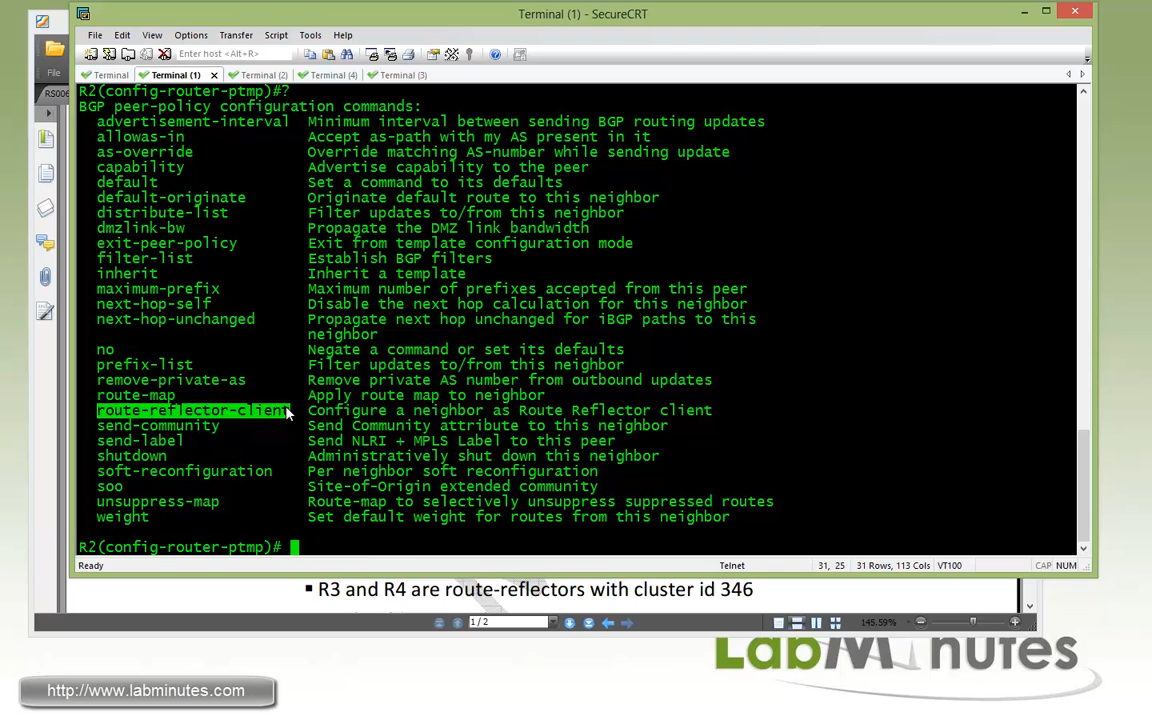 Terminal (1) - SecureCRT
File Edit View Options Transfer Script Tools Help
Enter host <Alt+R>
File
Terminal Terminal (1) Terminal (2) Terminal (4) Terminal (3)
RS006
R2(config-router-ptmp)#?
BGP peer-policy configuration commands:
advertisement-interval Minimum interval between sending BGP routing updates
allowas-in Accept as-path with my AS present in it
as-override Override matching AS-number while sending update
capability Advertise capability to the peer
default Set a command to its defaults
default-originate Originate default route to this neighbor
distribute-list Filter updates to/from this neighbor
dmzlink-bw Propagate the DMZ link bandwidth
exit-peer-policy Exit from template configuration mode
filter-list Establish BGP filters
inherit Inherit a template
maximum-prefix Maximum number of prefixes accepted from this peer
next-hop-self Disable the next hop calculation for this neighbor
next-hop-unchanged Propagate next hop unchanged for iBGP paths to this
neighbor
no Negate a command or set its defaults
prefix-list Filter updates to/from this neighbor
remove-private-as Remove private AS number from outbound updates
route-map Apply route map to neighbor
route-reflector-client Configure a neighbor as Route Reflector client
send-community Send Community attribute to this neighbor
send-label Send NLRI + MPLS Label to this peer
shutdown Administratively shut down this neighbor
soft-reconfiguration Per neighbor soft reconfiguration
soo Site-of-Origin extended community
unsuppress-map Route-map to selectively unsuppress suppressed routes
weight Set default weight for routes from this neighbor
R2(config-router-ptmp)#
Ready Telnet 31, 25 31 Rows, 113 Cols VT100 CAP NUM
▪ R3 and R4 are route-reflectors with cluster id 346
1 / 2 145.59%
LabMinutes
http://www.labminutes.com